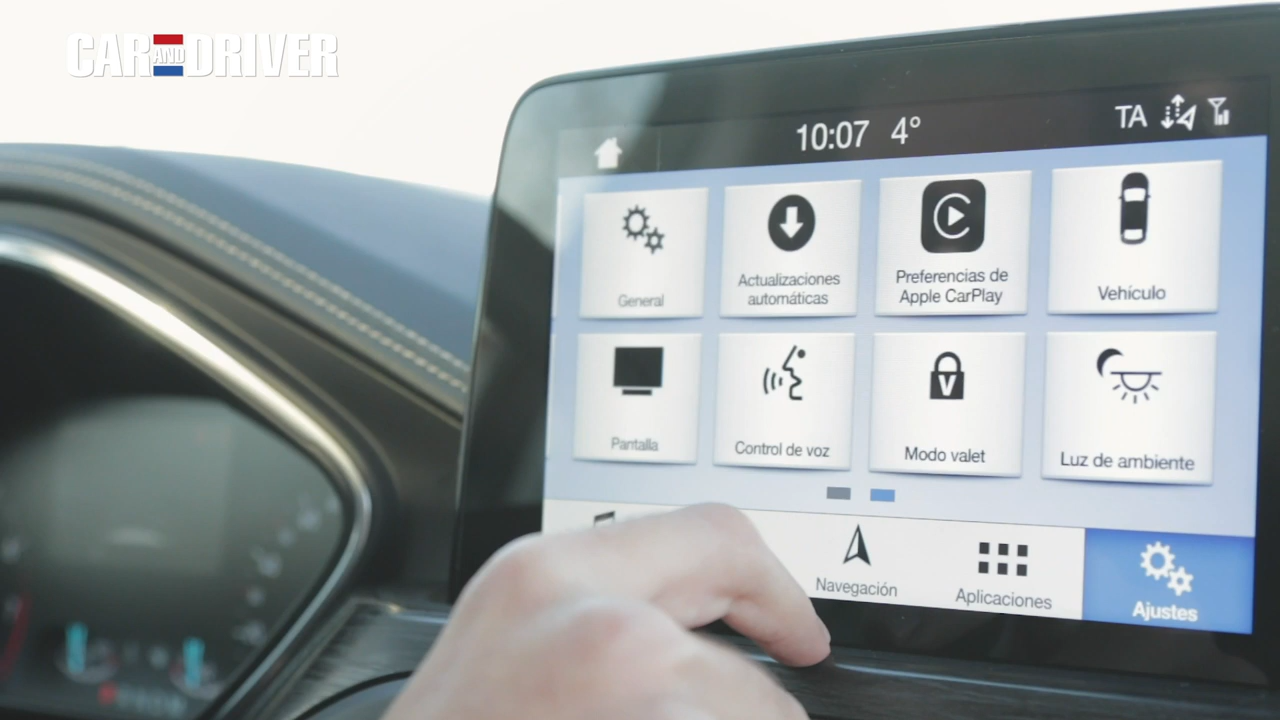 CAR AND DRIVER
10:07 4°
TA
General
Actualizaciones
automáticas
Preferencias de
Apple CarPlay
Vehículo
Pantalla
Control de voz
V
Modo valet
Luz de ambiente
Navegación
Aplicaciones
Ajustes